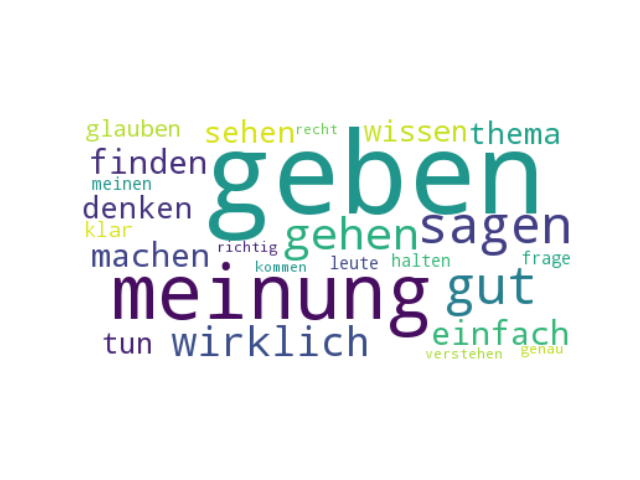 glauben sehen recht wissen thema
finden geben
meinen
denken sagen
klar gehen
machen richtig
kommen leute halten frage
meinung gut
tun wirklich einfach
verstehen genau